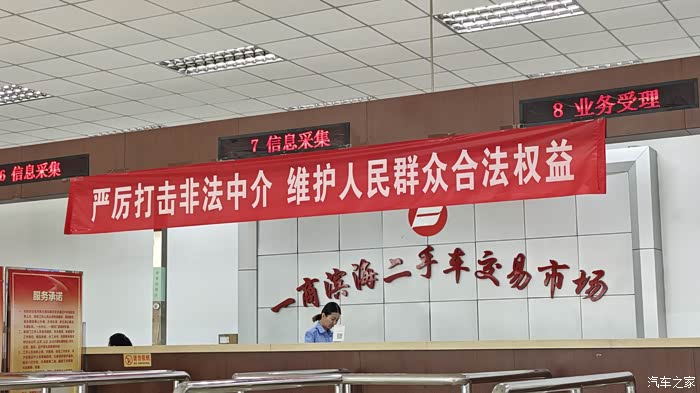 8 业务受理
7 信息采集
6 信息采集
严厉打击非法中介 维护人民群众合法权益
一商滨海二手车交易市场
服务承诺
汽车之家